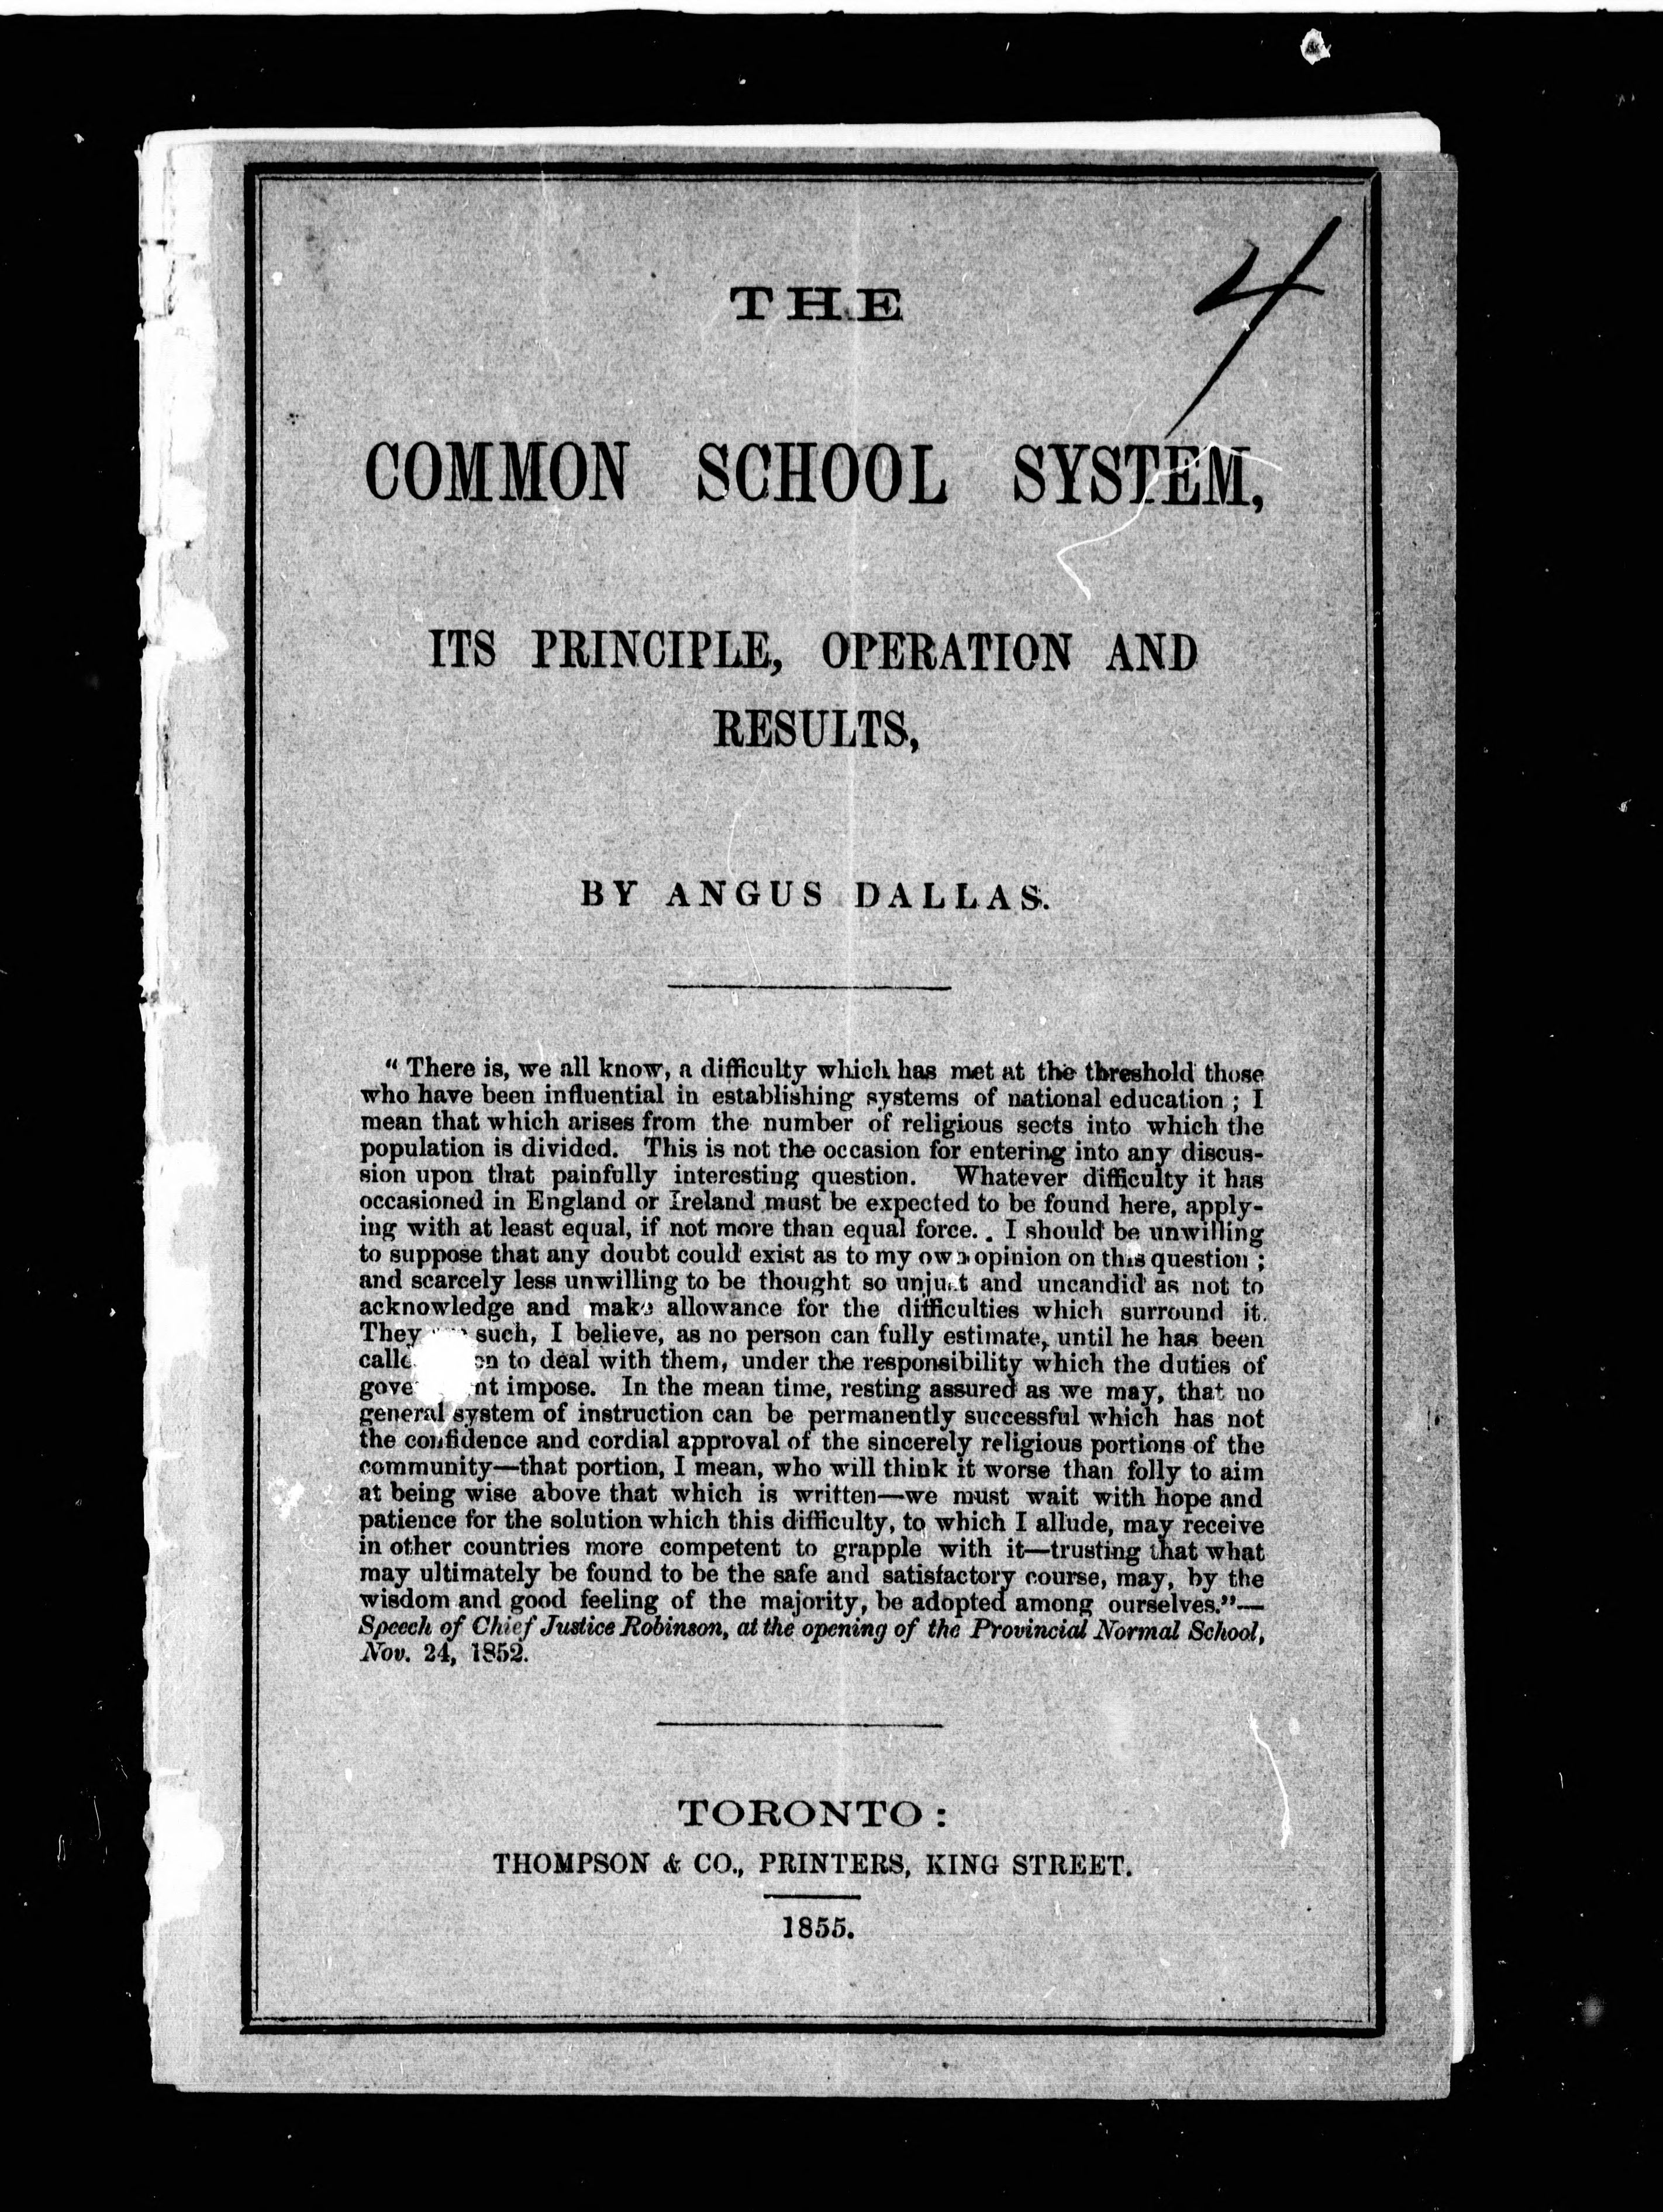 4
THE
COMMON SCHOOL SYSTEM,
ITS PRINCIPLE, OPERATION AND
RESULTS,
BY ANGUS DALLAS.
“ There is, we all know, a difficulty which has met at the threshold those
who have been influential in establishing systems of national education ; I
mean that which arises from the number of religious sects into which the
population is divided. This is not the occasion for entering into any discus-
sion upon that painfully interesting question. Whatever difficulty it has
occasioned in England or Ireland must be expected to be found here, apply-
ing with at least equal, if not more than equal force. . I should be unwilling
to suppose that any doubt could exist as to my own opinion on this question ;
and scarcely less unwilling to be thought so unjust and uncandid as not to
acknowledge and make allowance for the difficulties which surround it.
They such, I believe, as no person can fully estimate, until he has been
to deal with them, under the responsibility which the duties of
impose. In the mean time, resting assured as we may, that no
general system of instruction can be permanently successful which has not
the confidence and cordial approval of the sincerely religious portions of the
community—that portion, I mean, who will think it worse than folly to aim
at being wise above that which is written—we must wait with hope and
patience for the solution which this difficulty, to which I allude, may receive
in other countries more competent to grapple with it—trusting that what
may ultimately be found to be the safe and satisfactory course, may, by the
wisdom and good feeling of the majority, be adopted among ourselves.”—
Speech of Chief Justice Robinson, at the opening of the Provincial Normal School,
Nov. 24, 1852.
TORONTO :
THOMPSON & CO., PRINTERS, KING STREET.
1855.